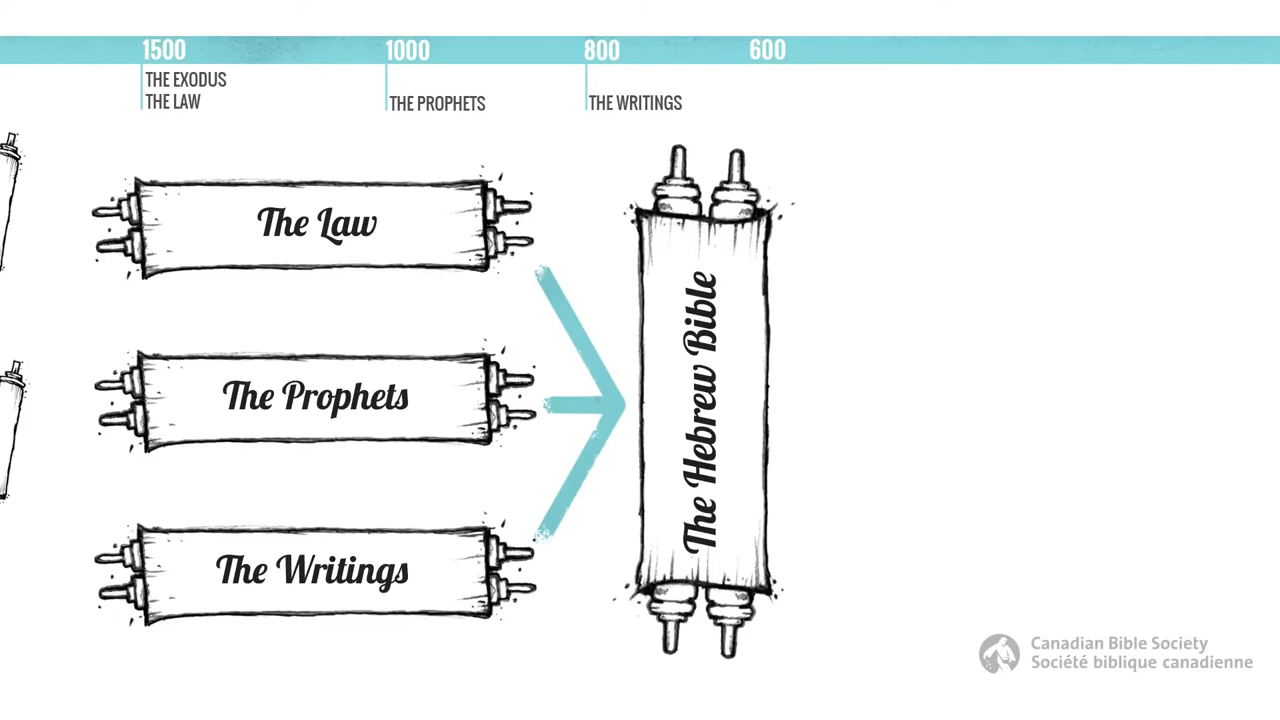 1500
1000
800
600
THE EXODUS
THE LAW
THE PROPHETS
THE WRITINGS
The Law
The Prophets
The Writings
The Hebrew Bible
Canadian Bible Society
Société biblique canadienne